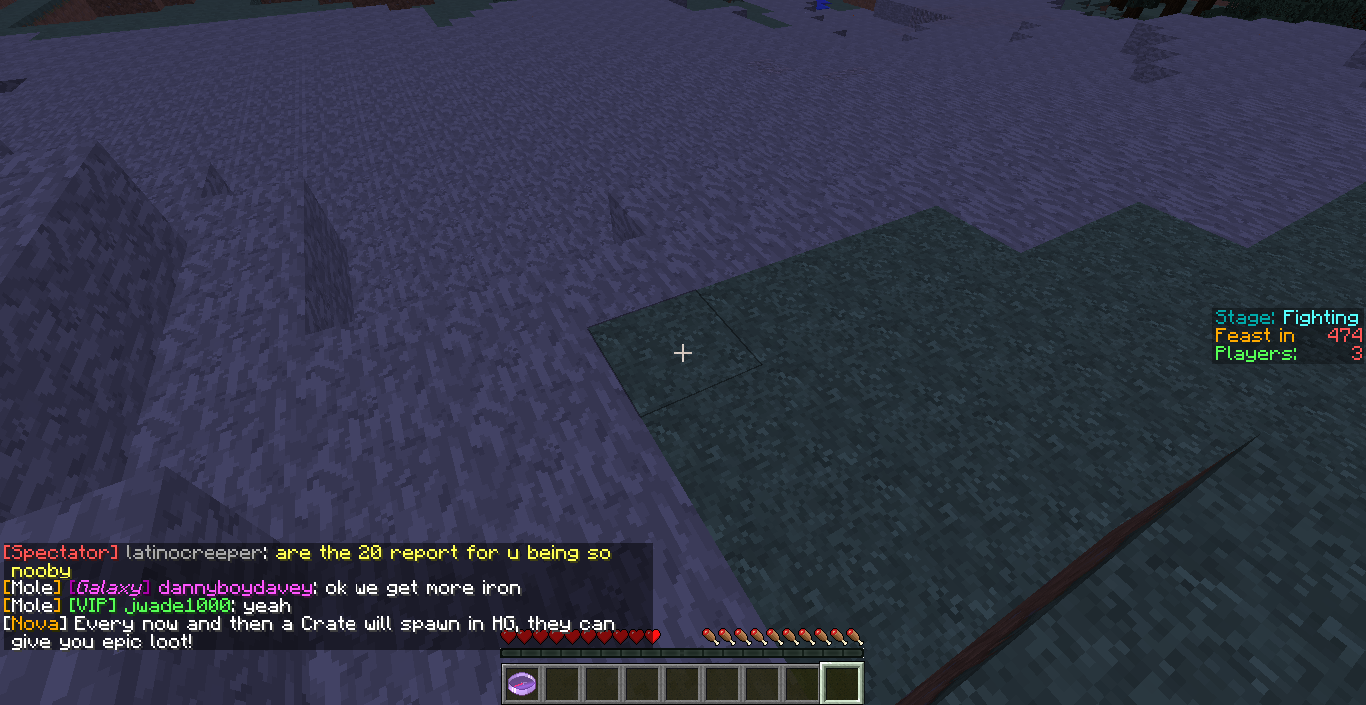 Stage: Fighting
Feast in 474
Players: 3
[Spectator] latinocreeper: are the 20 report for u being so
nooby
[Mole] [Galaxy] dannyboydavey: ok we get more iron
[Mole] [VIP] jwade1000: yeah
[Nova] Every now and then a Crate will spawn in HG, they can
give you epic loot!